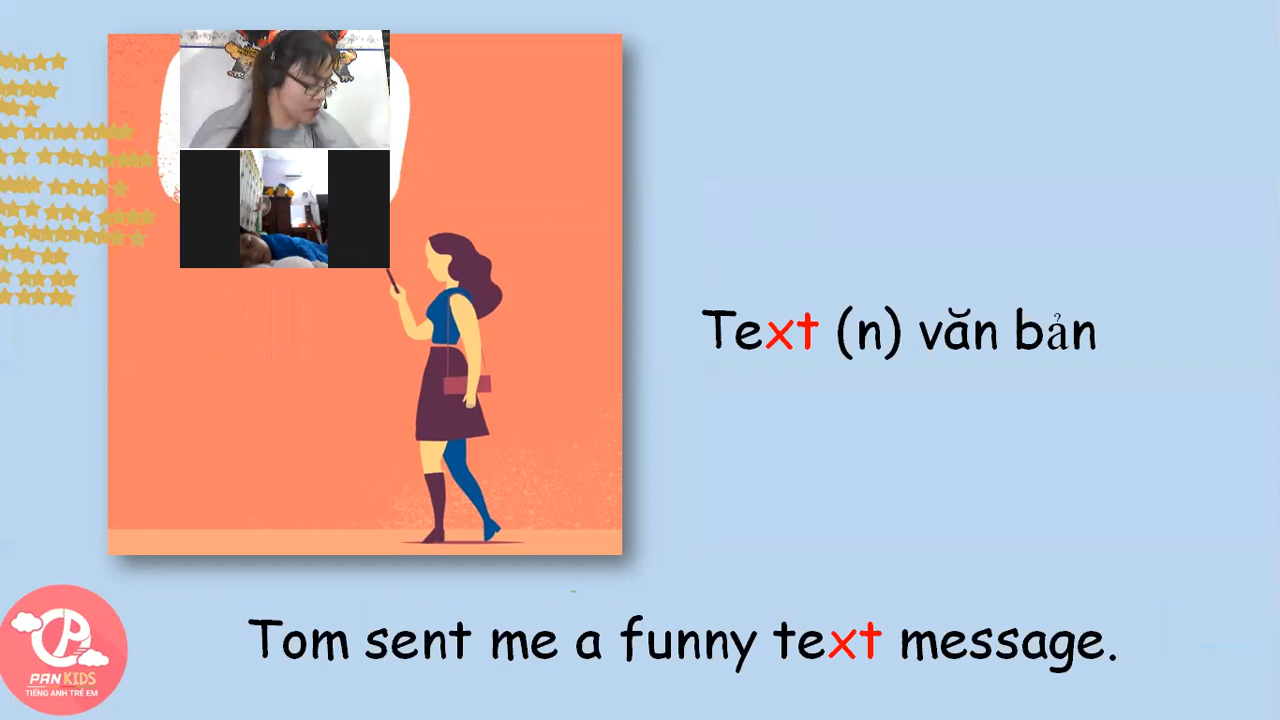 Text (n) văn bản
Tom sent me a funny text message.
PAN KIDS
TIẾNG ANH TRẺ EM